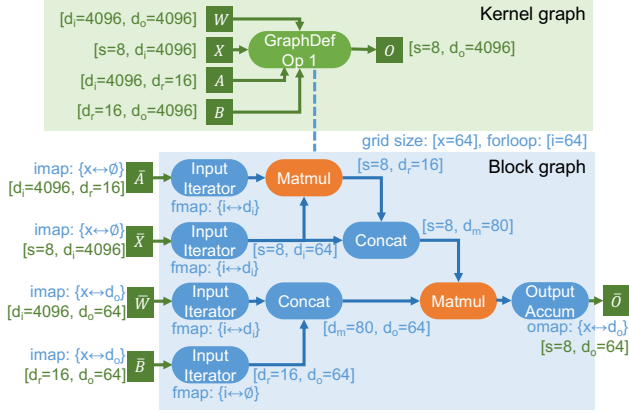 Kernel graph
[dᵢ=4096, dₒ=4096] W
[s=8, dᵢ=4096] X
GraphDef
Op 1
O [s=8, dₒ=4096]
[dᵢ=4096, dᵣ=16] A
[dᵣ=16, dₒ=4096] B
grid size: [x=64], forloop: [i=64]
Block graph
imap: {x↔∅}
[dᵢ=4096, dᵣ=16]
Ā
Input
Iterator
fmap: {i↔dᵢ}
Matmul
[s=8, dᵣ=16]
imap: {x↔∅}
[s=8, dᵢ=4096]
X̄
Input
Iterator
fmap: {i↔dᵢ}
[s=8, dᵢ=64]
Concat
[s=8, dₘ=80]
imap: {x↔dₒ}
[dᵢ=4096, dₒ=64]
W̄
Input
Iterator
fmap: {i↔dᵢ}
Concat
[dₘ=80, dₒ=64]
Matmul
Output
Accum
Ō
omap: {x↔dₒ}
[s=8, dₒ=64]
imap: {x↔dₒ}
[dᵣ=16, dₒ=64]
B̄
Input
Iterator
fmap: {i↔∅}
[dᵣ=16, dₒ=64]